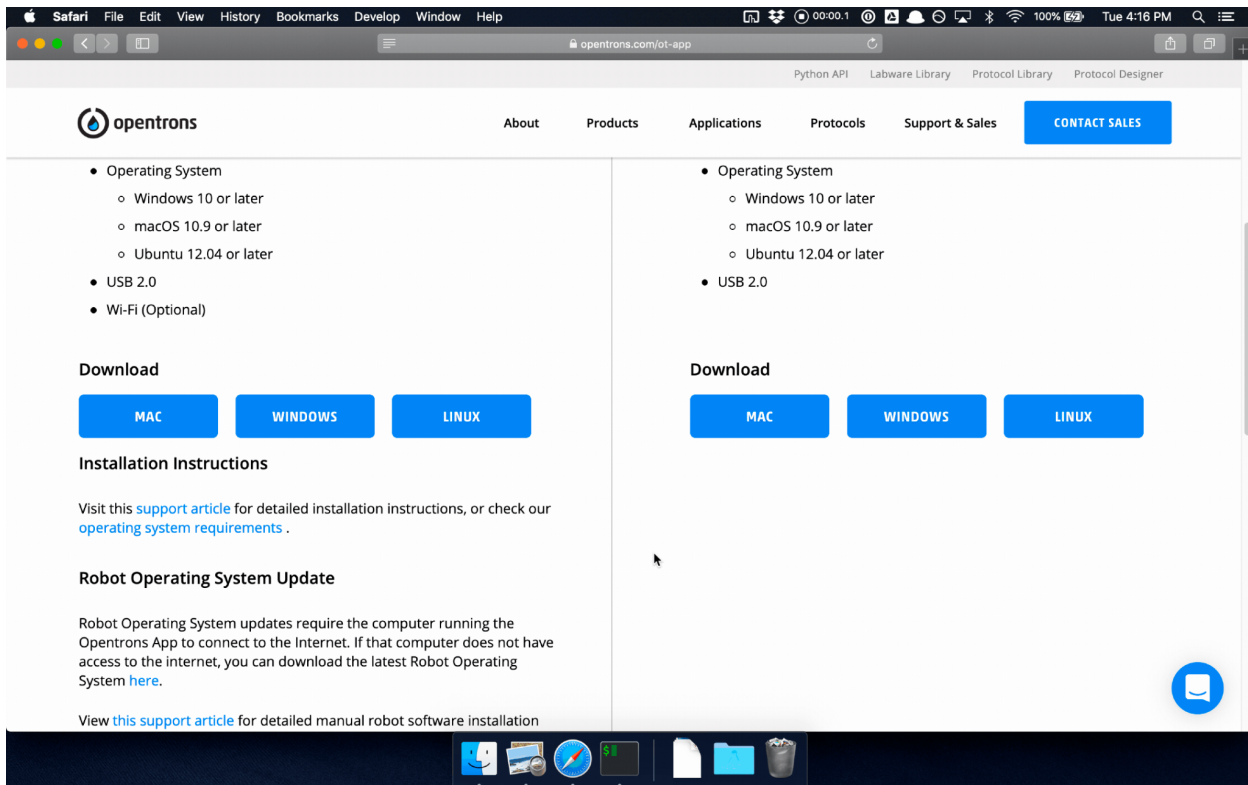 Safari File Edit View History Bookmarks Develop Window Help 00:00.1 100% Tue 4:16 PM
opentrons.com/ot-app
Python API Labware Library Protocol Library Protocol Designer
opentrons About Products Applications Protocols Support & Sales CONTACT SALES
• Operating System
◦ Windows 10 or later
◦ macOS 10.9 or later
◦ Ubuntu 12.04 or later
• USB 2.0
• Wi-Fi (Optional)
Download
MAC WINDOWS LINUX
Installation Instructions
Visit this support article for detailed installation instructions, or check our
operating system requirements .
Robot Operating System Update
Robot Operating System updates require the computer running the
Opentrons App to connect to the Internet. If that computer does not have
access to the internet, you can download the latest Robot Operating
System here.
View this support article for detailed manual robot software installation
• Operating System
◦ Windows 10 or later
◦ macOS 10.9 or later
◦ Ubuntu 12.04 or later
• USB 2.0
Download
MAC WINDOWS LINUX
$